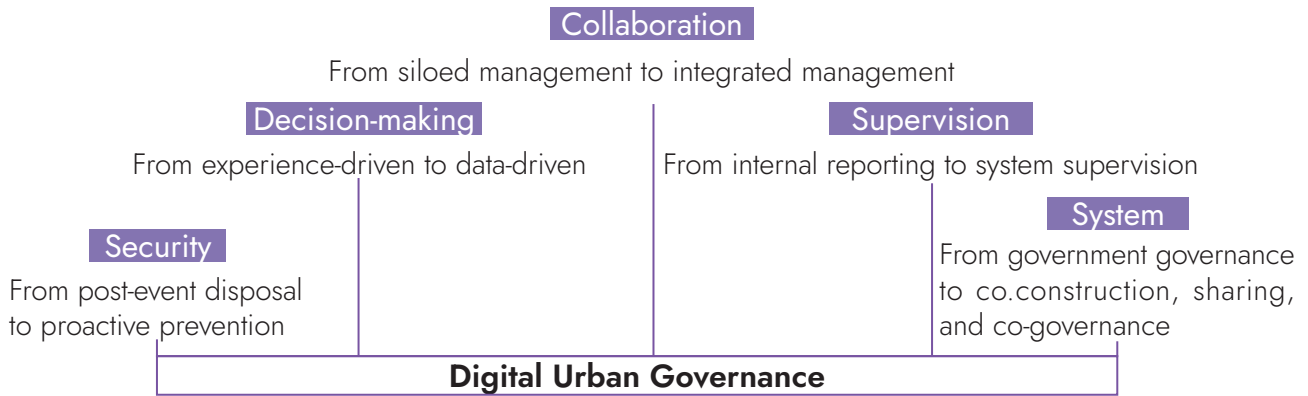 Collaboration
From siloed management to integrated management
Decision-making
From experience-driven to data-driven
Supervision
From internal reporting to system supervision
Security
From post-event disposal
to proactive prevention
System
From government governance
to co.construction, sharing,
and co-governance
Digital Urban Governance